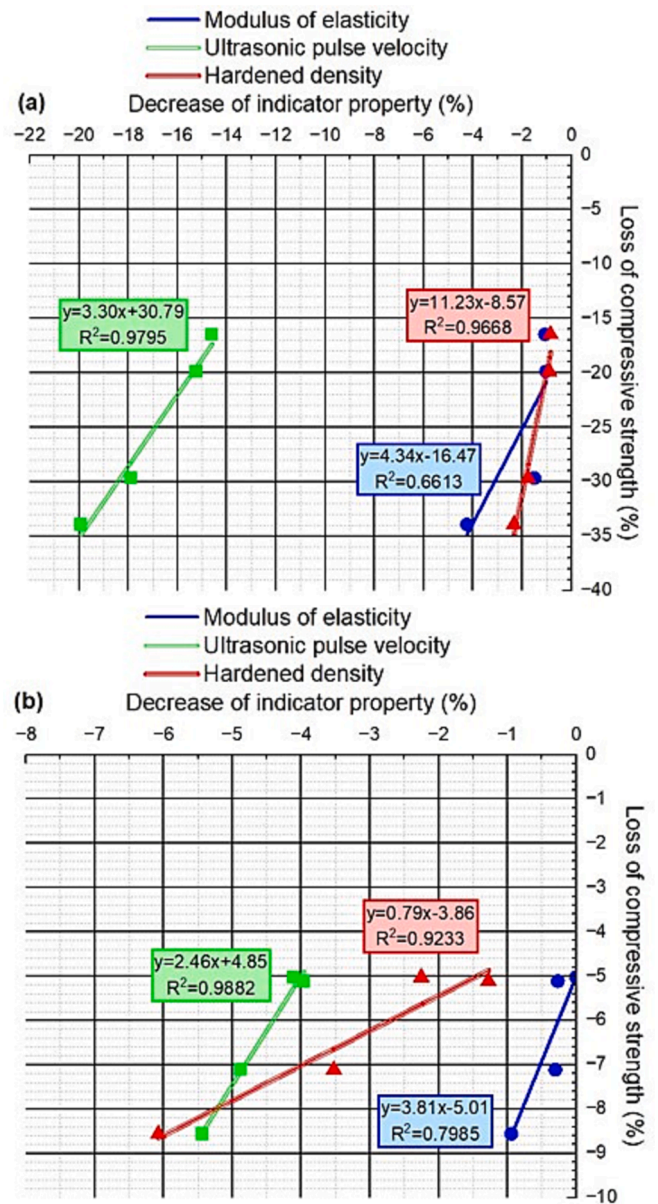 Modulus of elasticity
Ultrasonic pulse velocity
Hardened density
(a) Decrease of indicator property (%)
−22 −20 −18 −16 −14 −12 −10 −8 −6 −4 −2 0
0
−5
−10
−15
−20
−25
−30
−35
−40
Loss of compressive strength (%)
y=3.30x+30.79
R²=0.9795
y=11.23x-8.57
R²=0.9668
y=4.34x-16.47
R²=0.6613
Modulus of elasticity
Ultrasonic pulse velocity
Hardened density
(b) Decrease of indicator property (%)
−8 −7 −6 −5 −4 −3 −2 −1 0
0
−1
−2
−3
−4
−5
−6
−7
−8
−9
−10
Loss of compressive strength (%)
y=0.79x-3.86
R²=0.9233
y=2.46x+4.85
R²=0.9882
y=3.81x-5.01
R²=0.7985